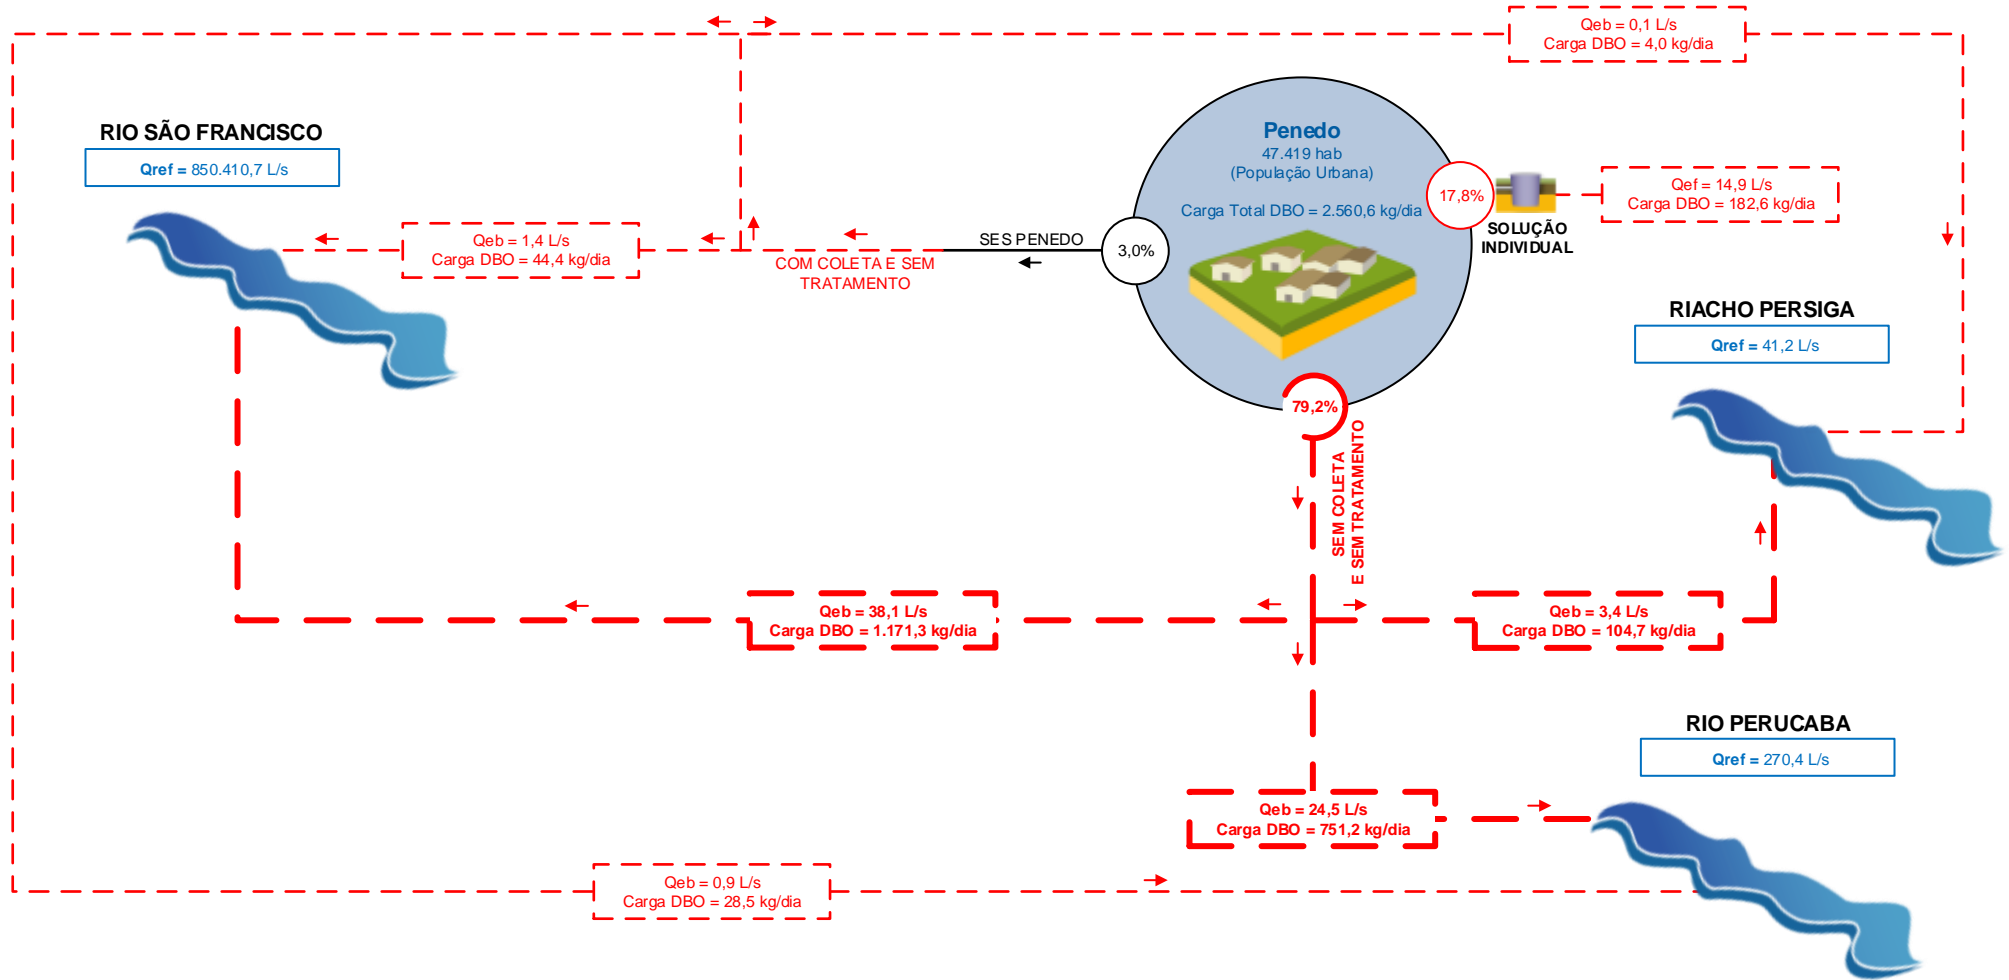 Qeb = 0,1 L/s
Carga DBO = 4,0 kg/dia
RIO SÃO FRANCISCO
Qref = 850.410,7 L/s
Penedo
47.419 hab
(População Urbana)
Carga Total DBO = 2.560,6 kg/dia
17,8%
SOLUÇÃO
INDIVIDUAL
Qef = 14,9 L/s
Carga DBO = 182,6 kg/dia
Qeb = 1,4 L/s
Carga DBO = 44,4 kg/dia
COM COLETA E SEM
TRATAMENTO
SES PENEDO
3,0%
RIACHO PERSIGA
Qref = 41,2 L/s
79,2%
SEM COLETA
E SEM TRATAMENTO
Qeb = 38,1 L/s
Carga DBO = 1.171,3 kg/dia
Qeb = 3,4 L/s
Carga DBO = 104,7 kg/dia
RIO PERUCABA
Qref = 270,4 L/s
Qeb = 24,5 L/s
Carga DBO = 751,2 kg/dia
Qeb = 0,9 L/s
Carga DBO = 28,5 kg/dia